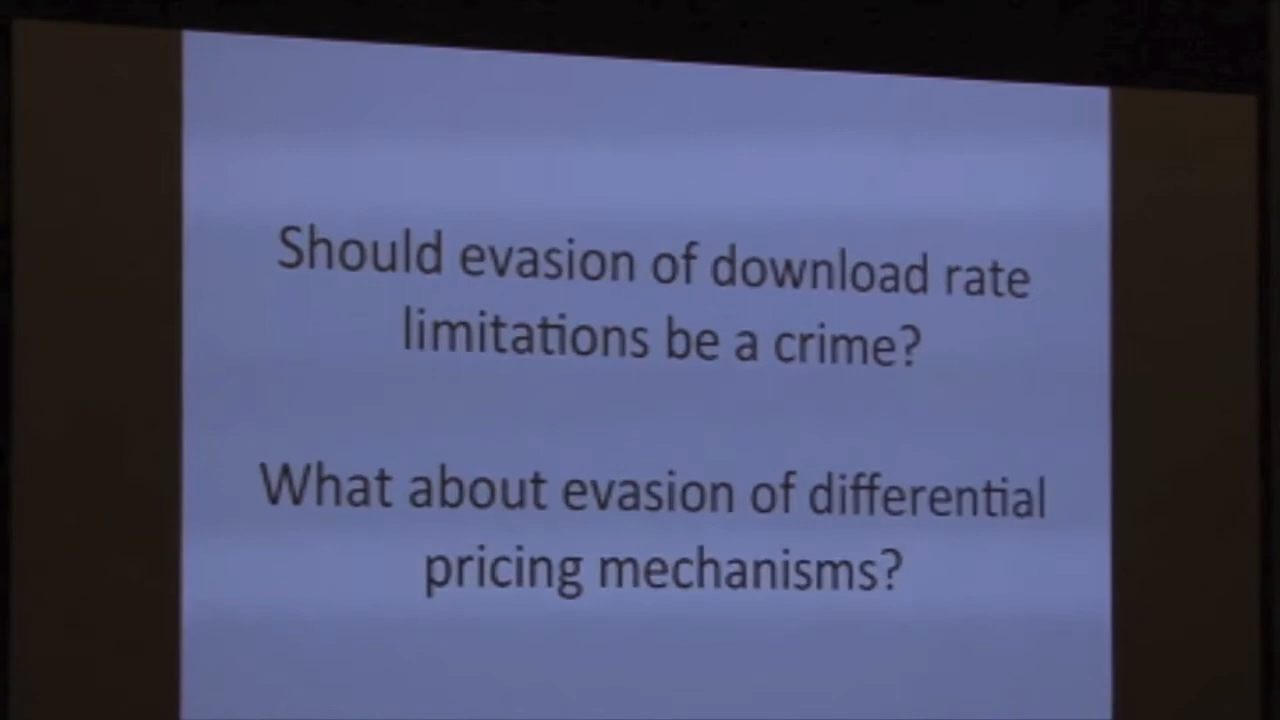 Should evasion of download rate
limitations be a crime?
What about evasion of differential
pricing mechanisms?